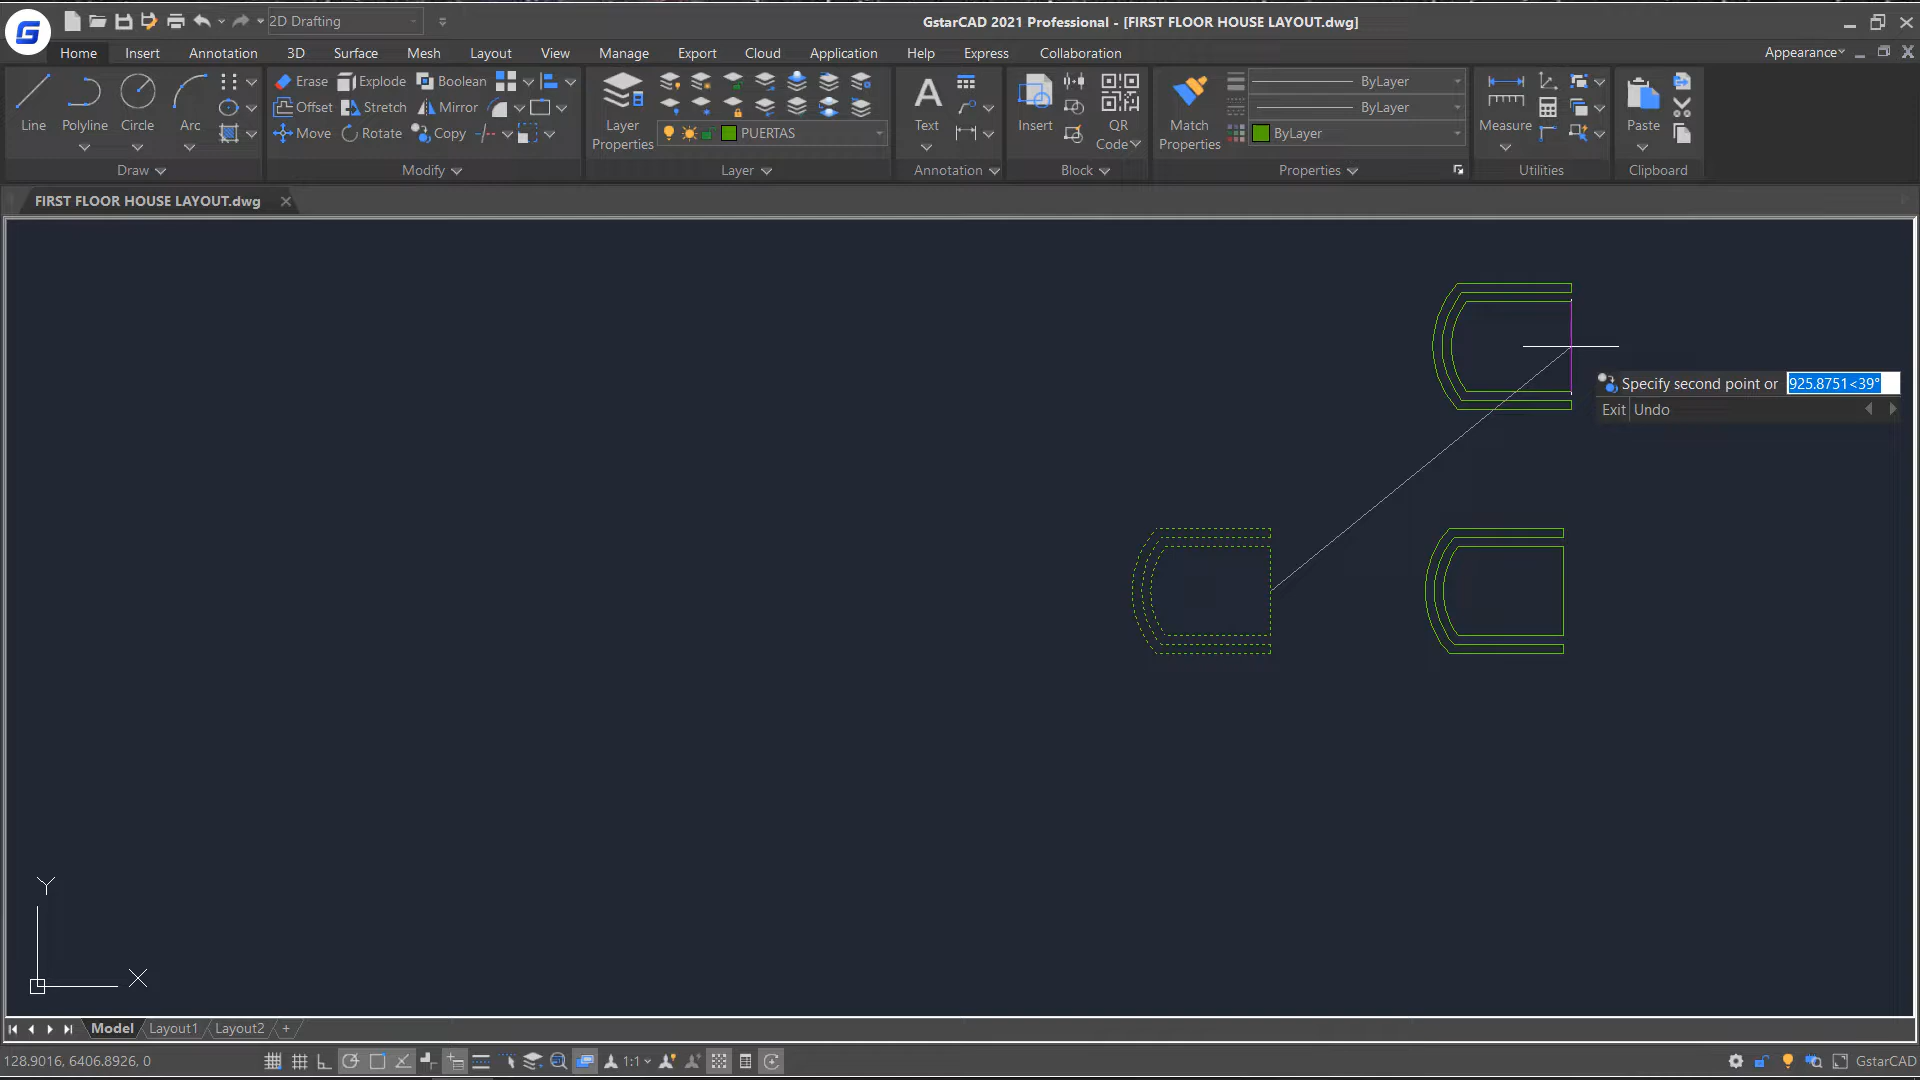 2D Drafting
GstarCAD 2021 Professional - [FIRST FLOOR HOUSE LAYOUT.dwg]
Home Insert Annotation 3D Surface Mesh Layout View Manage Export Cloud Application Help Express Collaboration Appearance
Erase Explode Boolean ByLayer
Offset Stretch Mirror ByLayer
Line Polyline Circle Arc Move Rotate Copy Layer Properties PUERTAS Text Insert QR Code Match Properties ByLayer Measure Paste
Draw Modify Layer Annotation Block Properties Utilities Clipboard
FIRST FLOOR HOUSE LAYOUT.dwg
Specify second point or 925.8751<39°
Exit Undo
Y
X
Model Layout1 Layout2 +
128.9016, 6406.8926, 0 1:1 GstarCAD